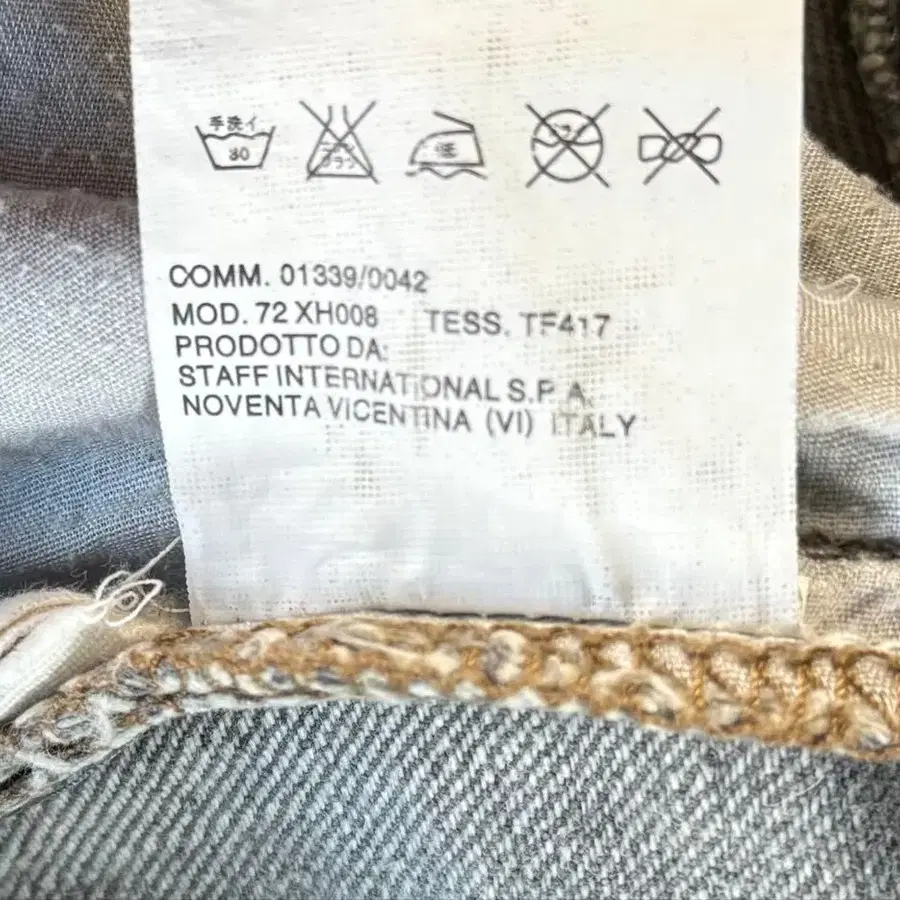 手洗イ
30
低
COMM. 01339/0042
MOD. 72 XH008 TESS. TF417
PRODOTTO DA:
STAFF INTERNATIONAL S.P.A.
NOVENTA VICENTINA (VI) ITALY